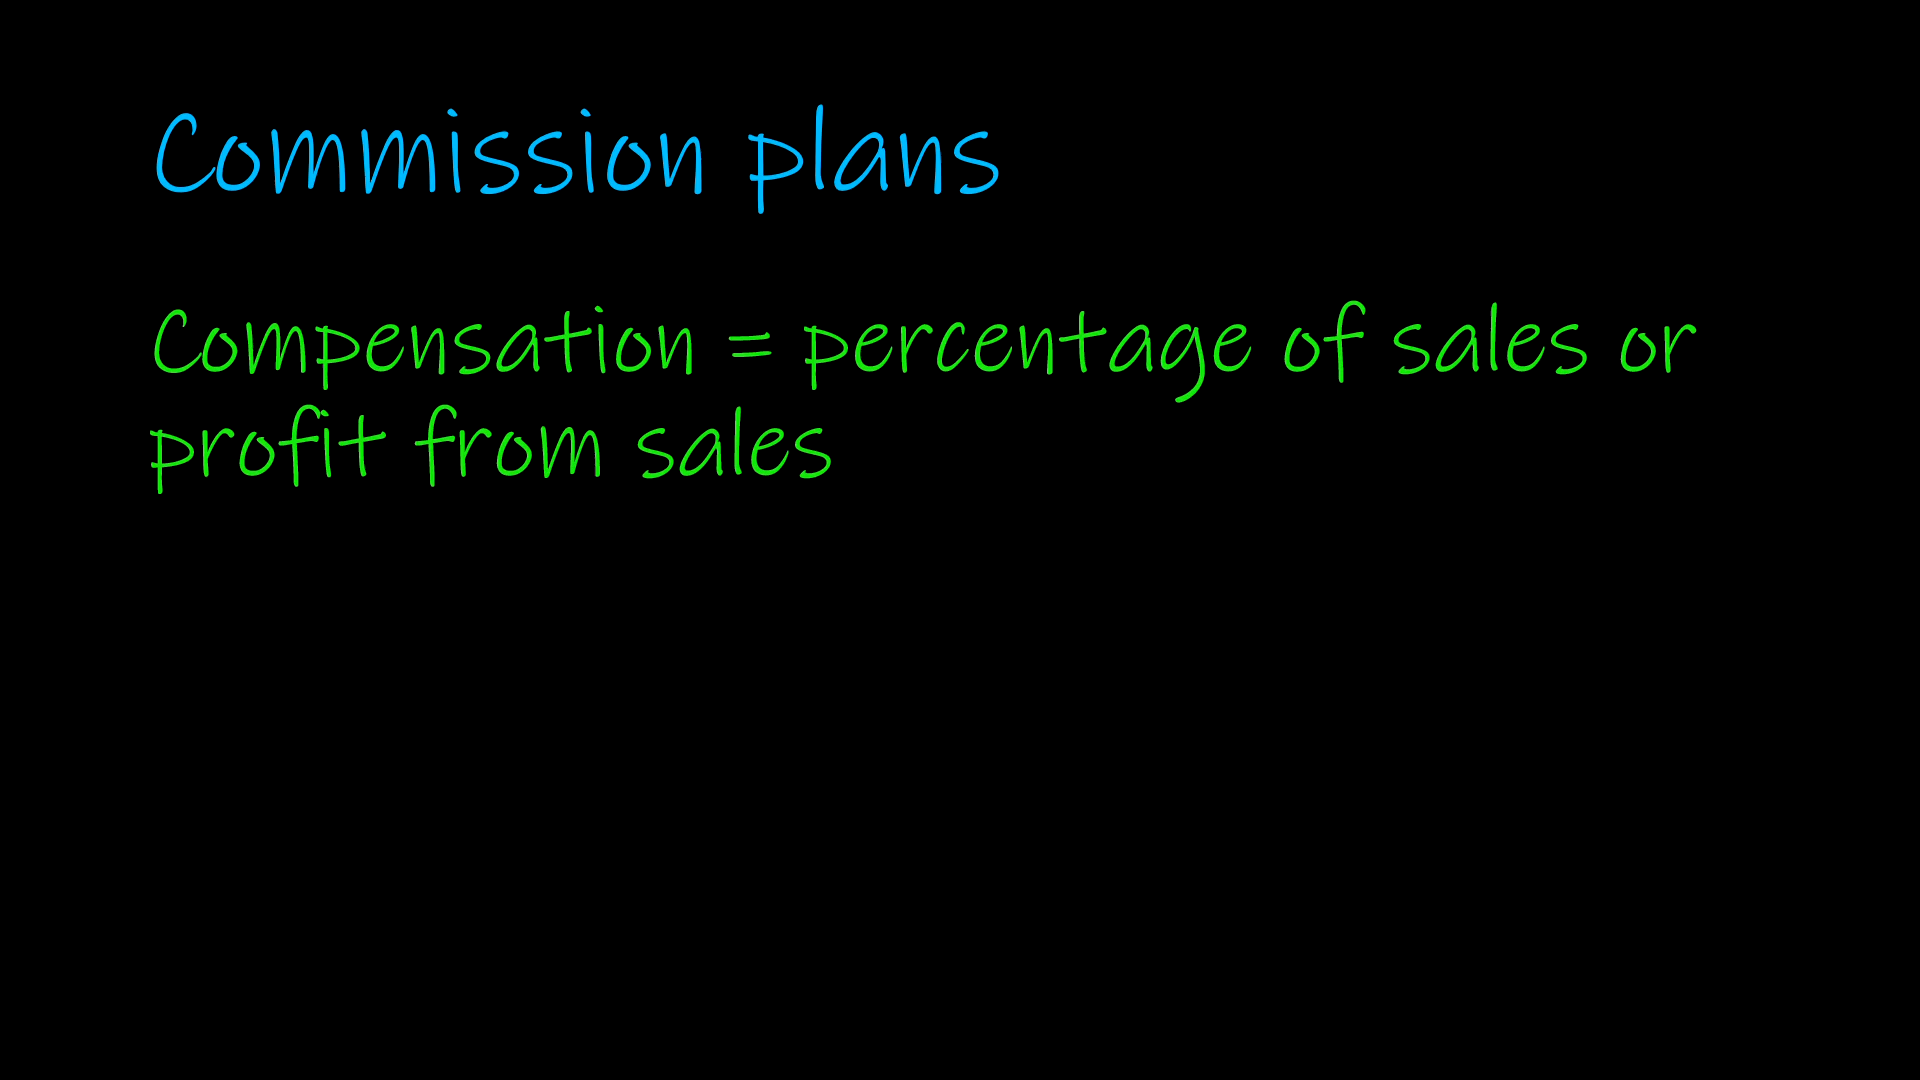 Commission plans
Compensation = percentage of sales or
profit from sales